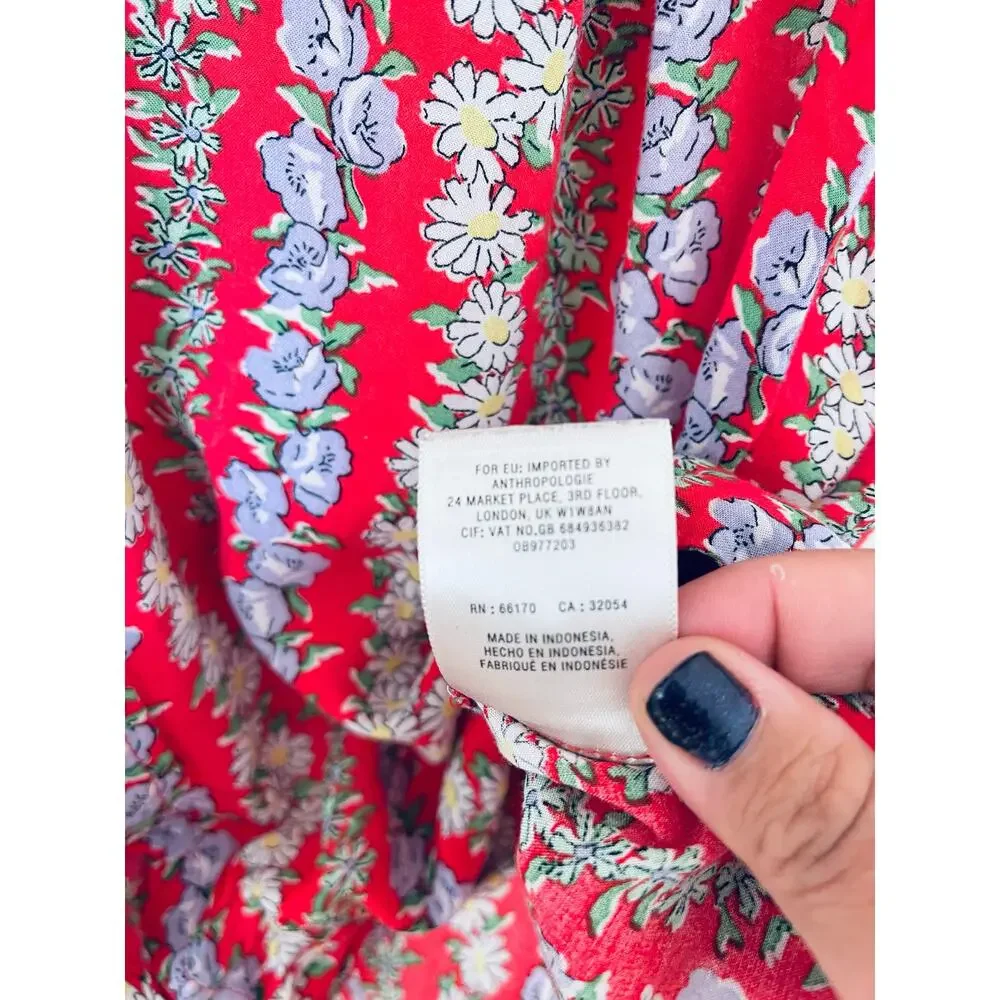 FOR EU: IMPORTED BY
ANTHROPOLOGIE
24 MARKET PLACE, 3RD FLOOR,
LONDON, UK W1W8AN
CIF: VAT NO.GB 684936382
OB977203
RN : 66170 CA : 32054
MADE IN INDONESIA,
HECHO EN INDONESIA,
FABRIQUÉ EN INDONÉSIE